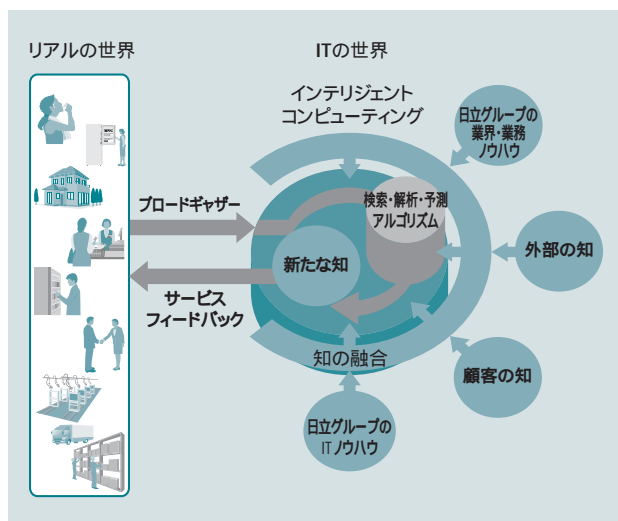 リアルの世界
ITの世界
インテリジェント
コンピューティング
日立グループの
業界・業務
ノウハウ
検索・解析・予測
アルゴリズム
ブロードギャザー
新たな知
外部の知
サービス
フィードバック
知の融合
顧客の知
日立グループの
IT ノウハウ